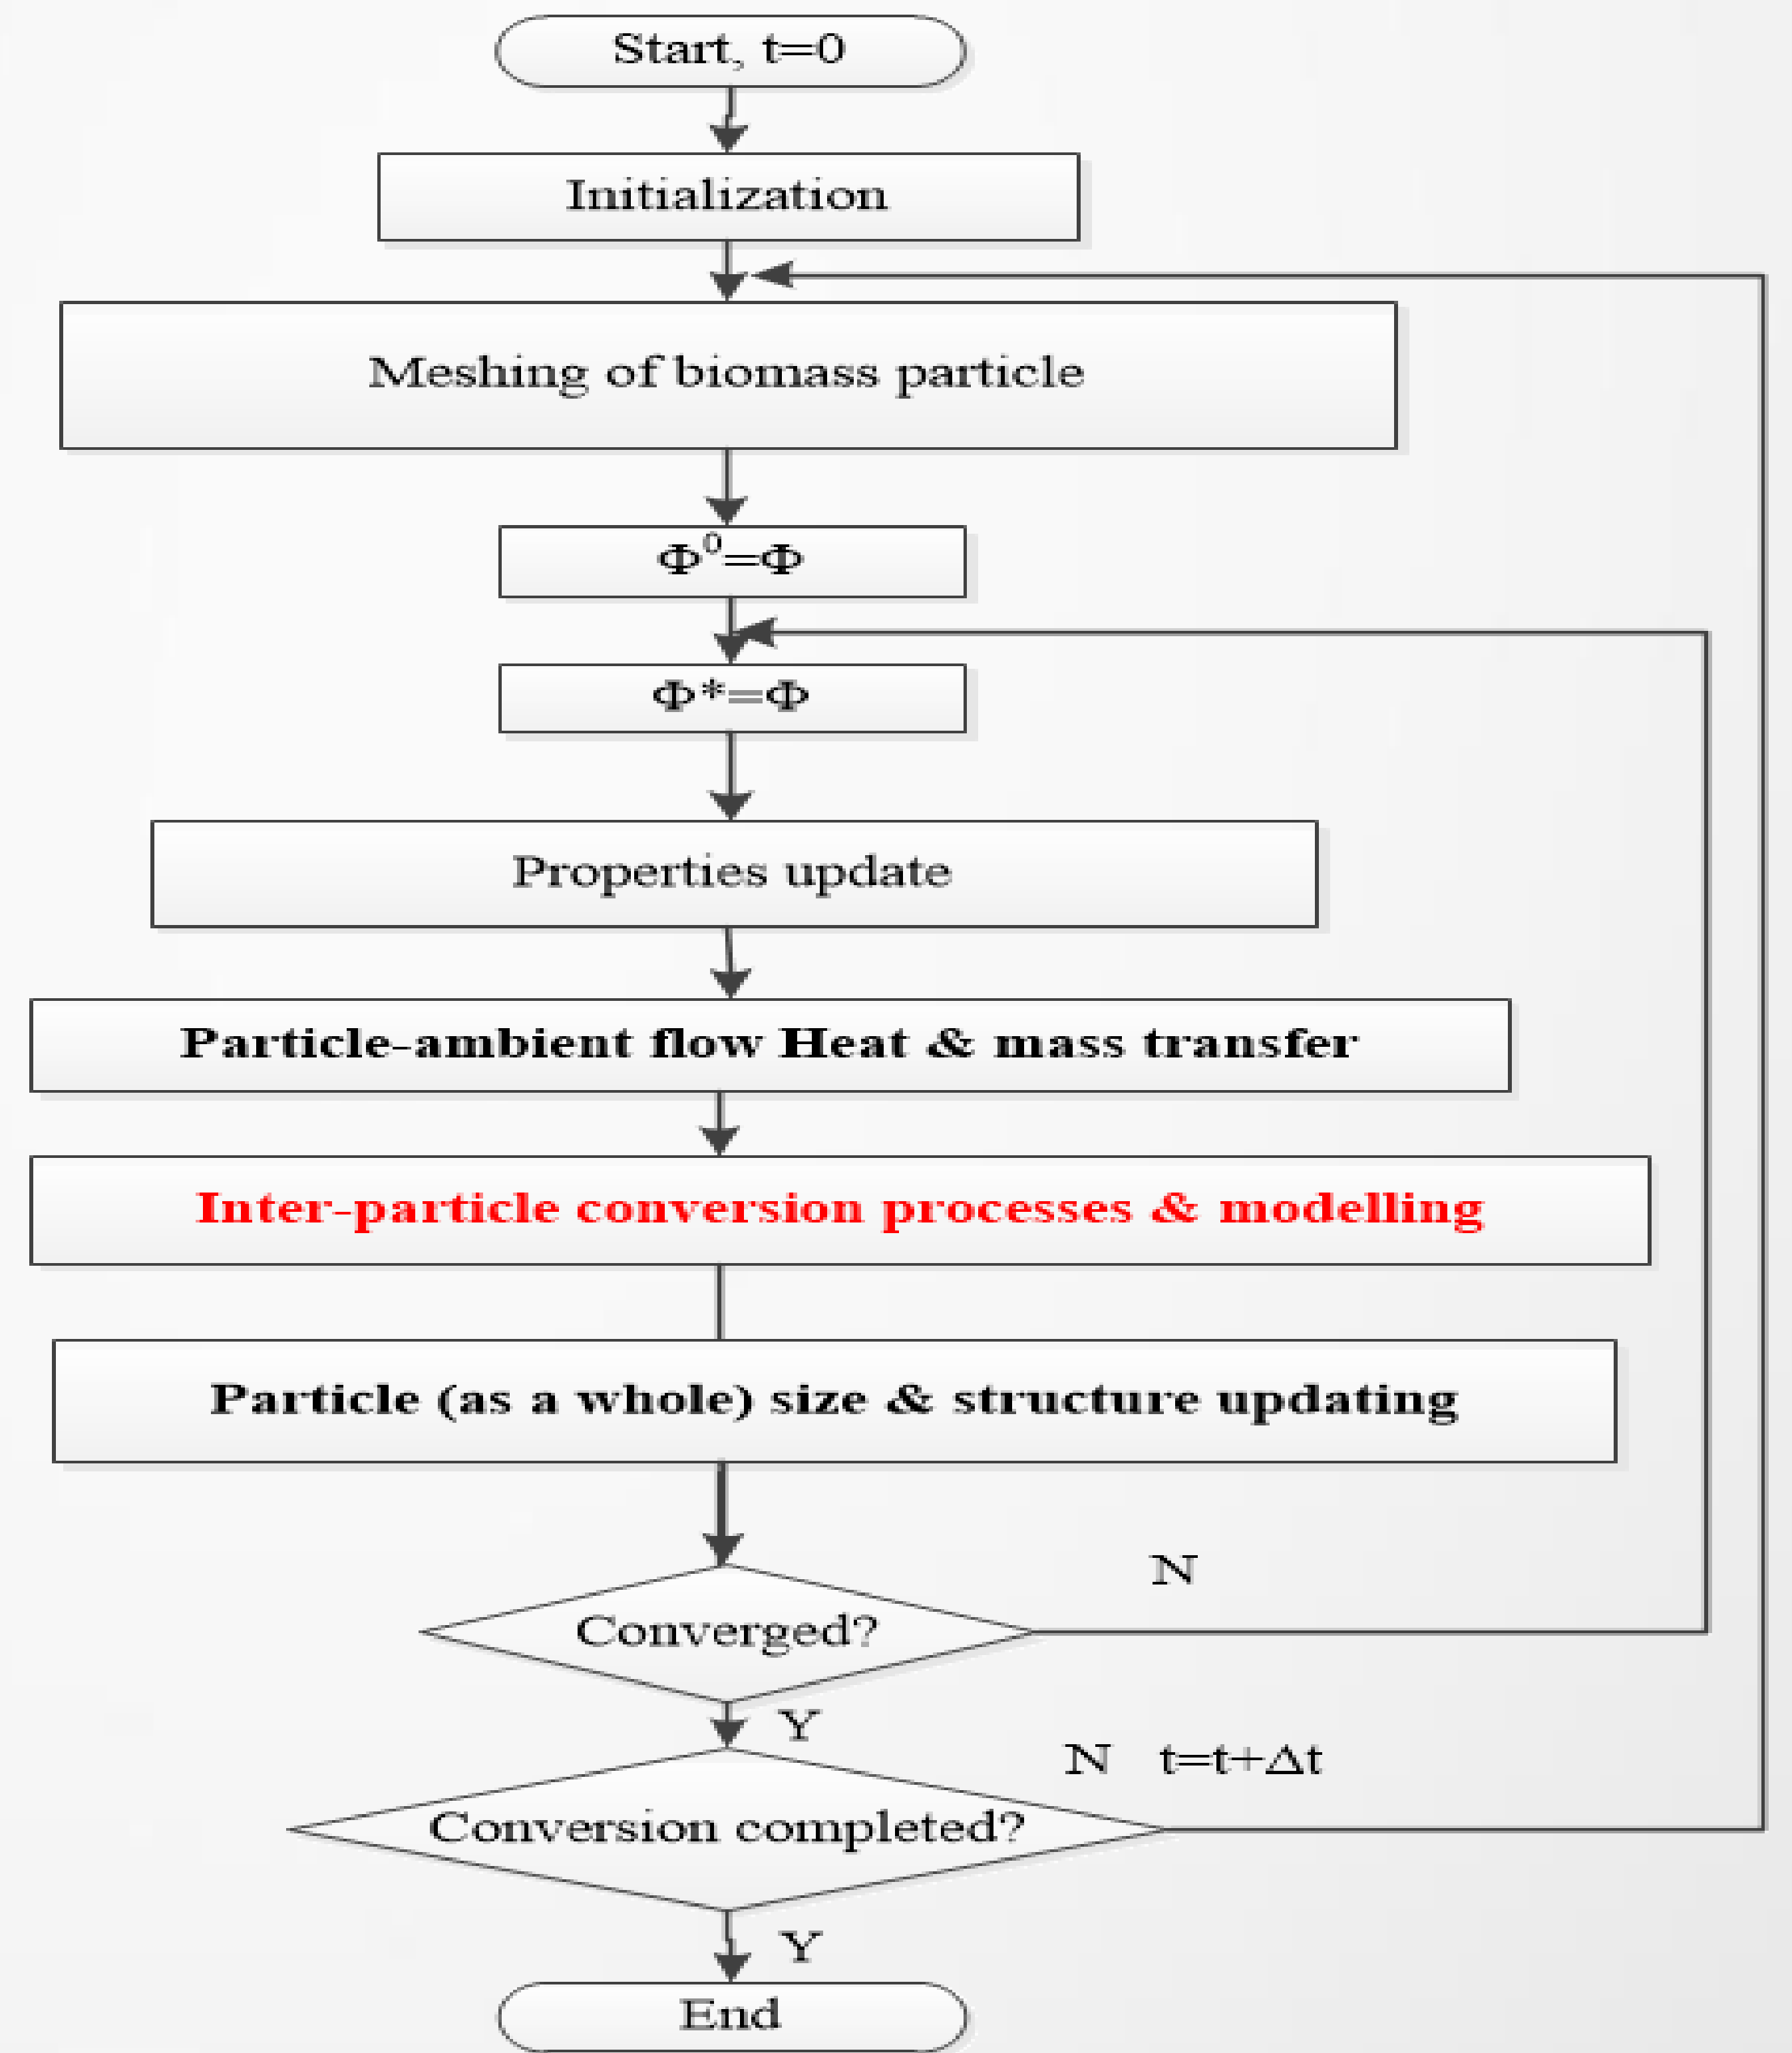 Start, t=0
Initialization
Meshing of biomass particle
Φ⁰=Φ
Φ*=Φ
Properties update
Particle-ambient flow Heat & mass transfer
Inter-particle conversion processes & modelling
Particle (as a whole) size & structure updating
N
Converged?
Y
N t=t+Δt
Conversion completed?
Y
End